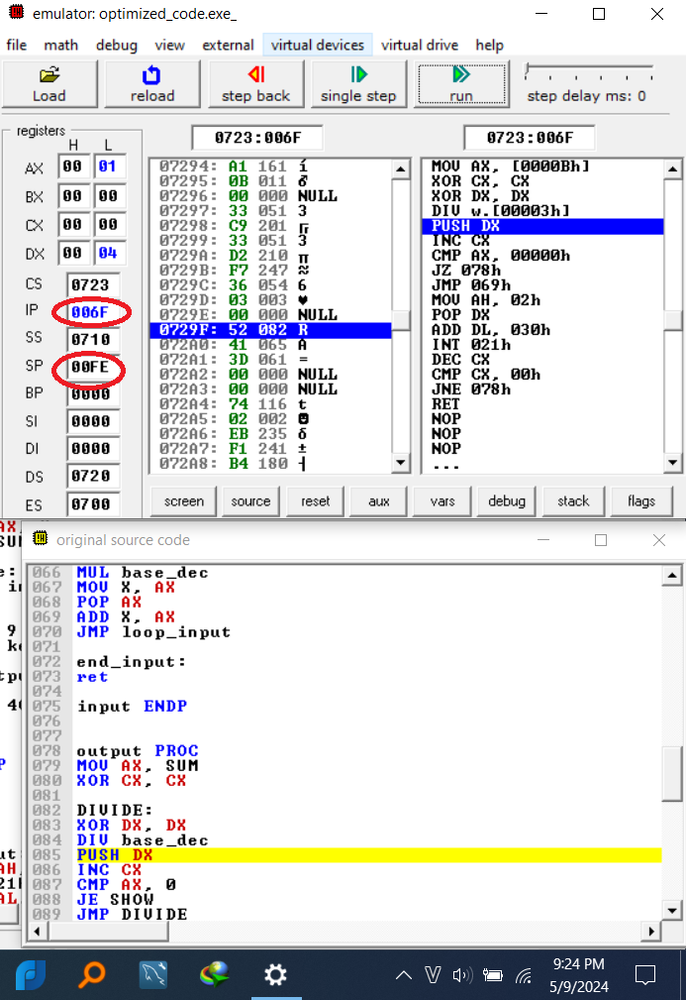 emulator: optimized_code.exe_
file math debug view external virtual devices virtual drive help
Load reload step back single step run step delay ms: 0
registers
H L
0723:006F 0723:006F
AX 00 01
BX 00 00
CX 00 00
DX 00 04
CS 0723
IP 006F
SS 0710
SP 00FE
BP 0000
SI 0000
DI 0000
DS 0720
ES 0700
07294: A1 161 í
07295: 0B 011 ♂
07296: 00 000 NULL
07297: 33 051 3
07298: C9 201 ╔
07299: 33 051 3
0729A: D2 210 ╥
0729B: F7 247 ≈
0729C: 36 054 6
0729D: 03 003 ♥
0729E: 00 000 NULL
0729F: 52 082 R
072A0: 41 065 A
072A1: 3D 061 =
072A2: 00 000 NULL
072A3: 00 000 NULL
072A4: 74 116 t
072A5: 02 002 ☻
072A6: EB 235 δ
072A7: F1 241 ±
072A8: B4 180 ┤
MOV AX, [0000Bh]
XOR CX, CX
XOR DX, DX
DIV w.[00003h]
PUSH DX
INC CX
CMP AX, 00000h
JZ 078h
JMP 069h
MOV AH, 02h
POP DX
ADD DL, 030h
INT 021h
DEC CX
CMP CX, 00h
JNE 078h
RET
NOP
NOP
NOP
...
screen source reset aux vars debug stack flags
original source code
066 MUL base_dec
067 MOV X, AX
068 POP AX
069 ADD X, AX
070 JMP loop_input
071
072 end_input:
073 ret
074
075 input ENDP
076
077
078 output PROC
079 MOV AX, SUM
080 XOR CX, CX
081
082 DIVIDE:
083 XOR DX, DX
084 DIV base_dec
085 PUSH DX
086 INC CX
087 CMP AX, 0
088 JE SHOW
089 JMP DIVIDE
9:24 PM
5/9/2024